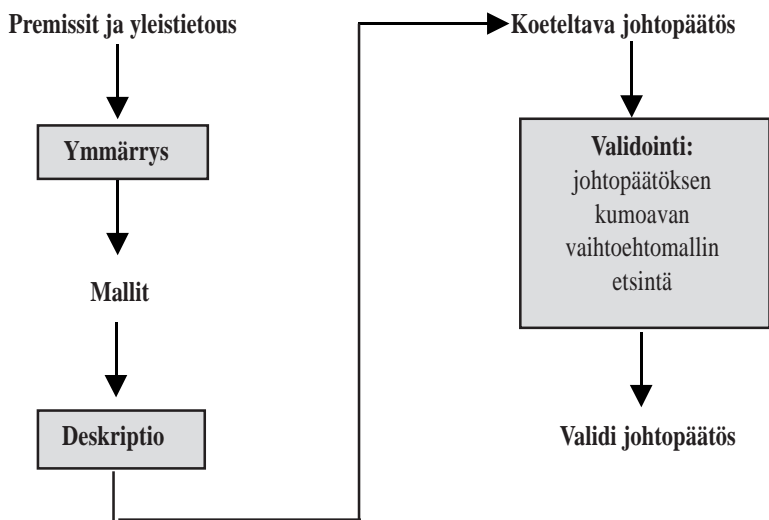 Premissit ja yleistietous
Ymmärrys
Mallit
Deskriptio
Koeteltava johtopäätös
Validointi:
johtopäätöksen
kumoavan
vaihtoehtomallin
etsintä
Validi johtopäätös